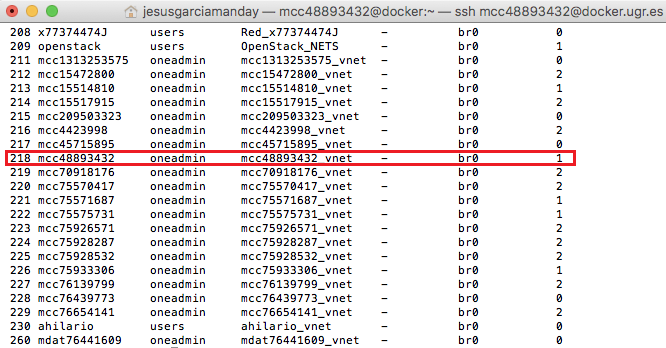 jesusgarciamanday — mcc48893432@docker:~ — ssh mcc48893432@docker.ugr.es
208 x77374474J users Red_x77374474J - br0 0
209 openstack users OpenStack_NETS - br0 1
211 mcc1313253575 oneadmin mcc1313253575_vnet - br0 0
212 mcc15472800 oneadmin mcc15472800_vnet - br0 2
213 mcc15514810 oneadmin mcc15514810_vnet - br0 1
214 mcc15517915 oneadmin mcc15517915_vnet - br0 2
215 mcc209503323 oneadmin mcc209503323_vnet - br0 0
216 mcc4423998 oneadmin mcc4423998_vnet - br0 2
217 mcc45715895 oneadmin mcc45715895_vnet - br0 0
218 mcc48893432 oneadmin mcc48893432_vnet - br0 1
219 mcc70918176 oneadmin mcc70918176_vnet - br0 2
220 mcc75570417 oneadmin mcc75570417_vnet - br0 2
221 mcc75571687 oneadmin mcc75571687_vnet - br0 1
222 mcc75575731 oneadmin mcc75575731_vnet - br0 1
223 mcc75926571 oneadmin mcc75926571_vnet - br0 2
224 mcc75928287 oneadmin mcc75928287_vnet - br0 2
225 mcc75928532 oneadmin mcc75928532_vnet - br0 2
226 mcc75933306 oneadmin mcc75933306_vnet - br0 1
227 mcc76139799 oneadmin mcc76139799_vnet - br0 2
228 mcc76439773 oneadmin mcc76439773_vnet - br0 0
229 mcc76654141 oneadmin mcc76654141_vnet - br0 2
230 ahilario users ahilario_vnet - br0 0
260 mdat76441609 oneadmin mdat76441609_vnet - br0 0